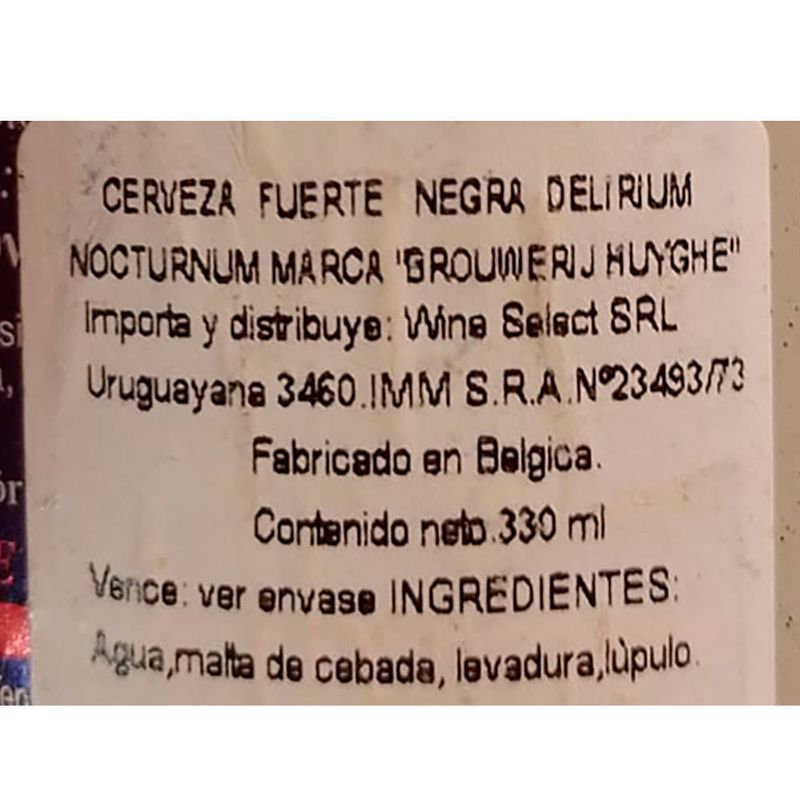 CERVEZA FUERTE NEGRA DELIRIUM
NOCTURNUM MARCA "BROUWERIJ HUYGHE"
Importa y distribuye: Wine Select SRL
Uruguayana 3460.IMM S.R.A.Nº23493/73
Fabricado en Belgica.
Contenido neto.330 ml
Vence: ver envase INGREDIENTES:
Agua,malta de cebada, levadura,lùpulo.